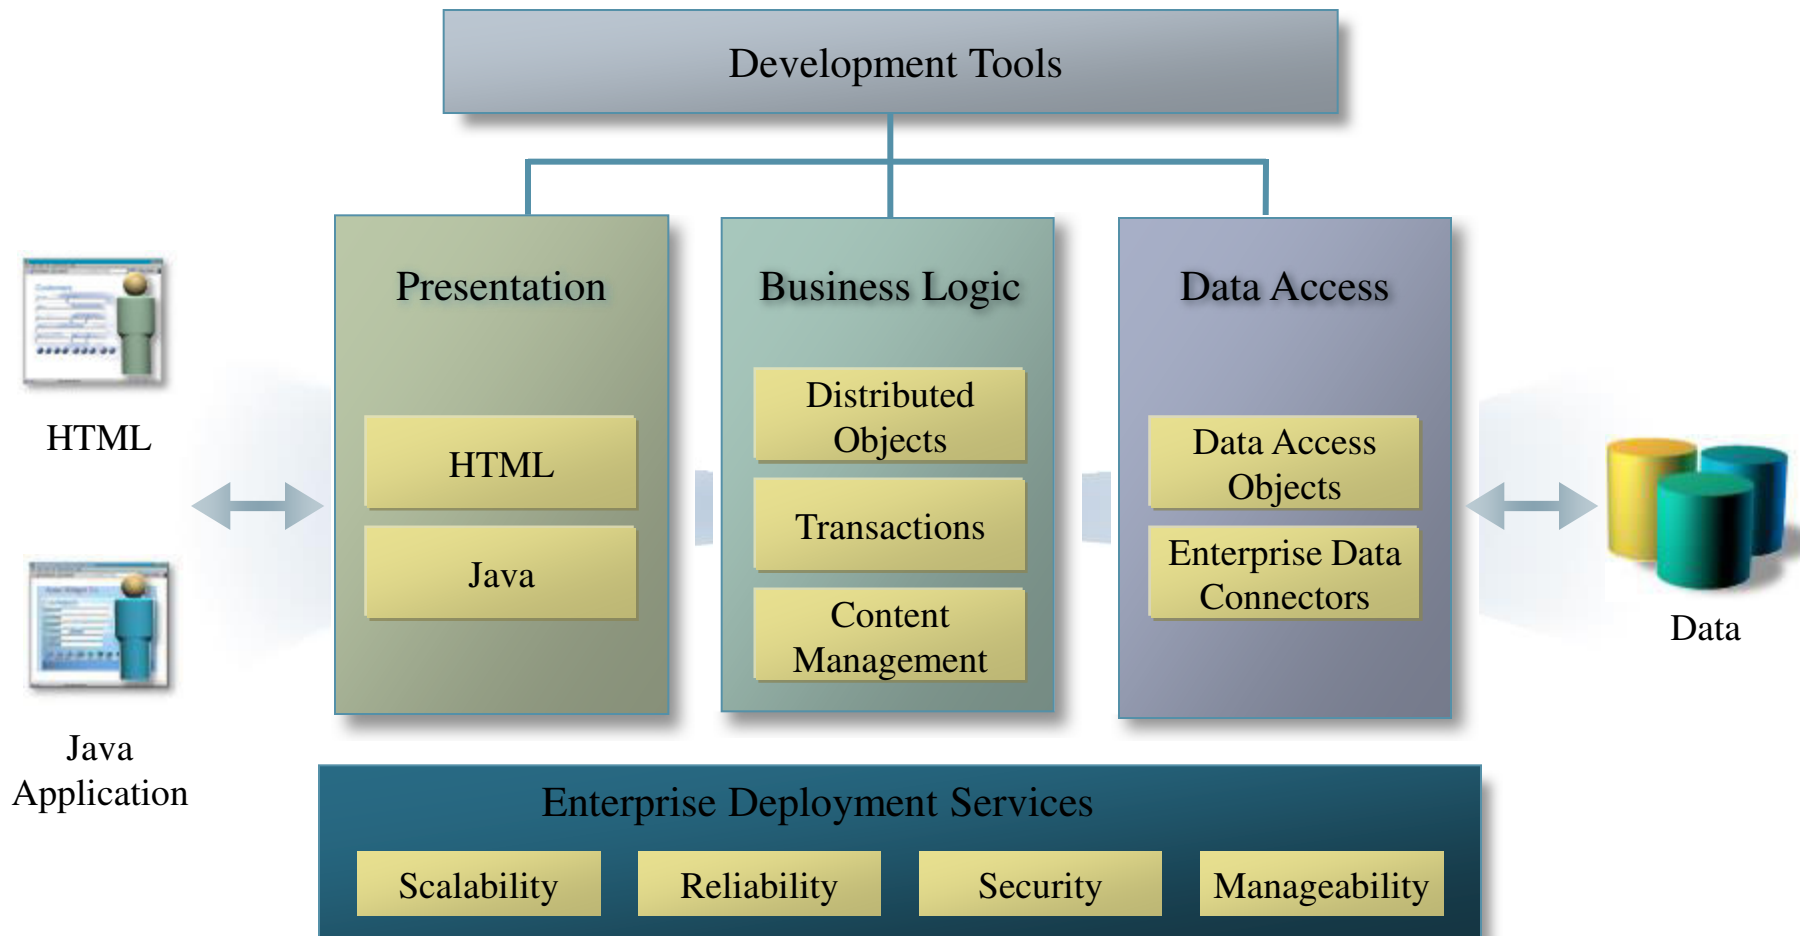 Development Tools
Presentation
Business Logic
Data Access
HTML
Java
Application
HTML
Java
Distributed
Objects
Transactions
Content
Management
Data Access
Objects
Enterprise Data
Connectors
Data
Enterprise Deployment Services
Scalability
Reliability
Security
Manageability